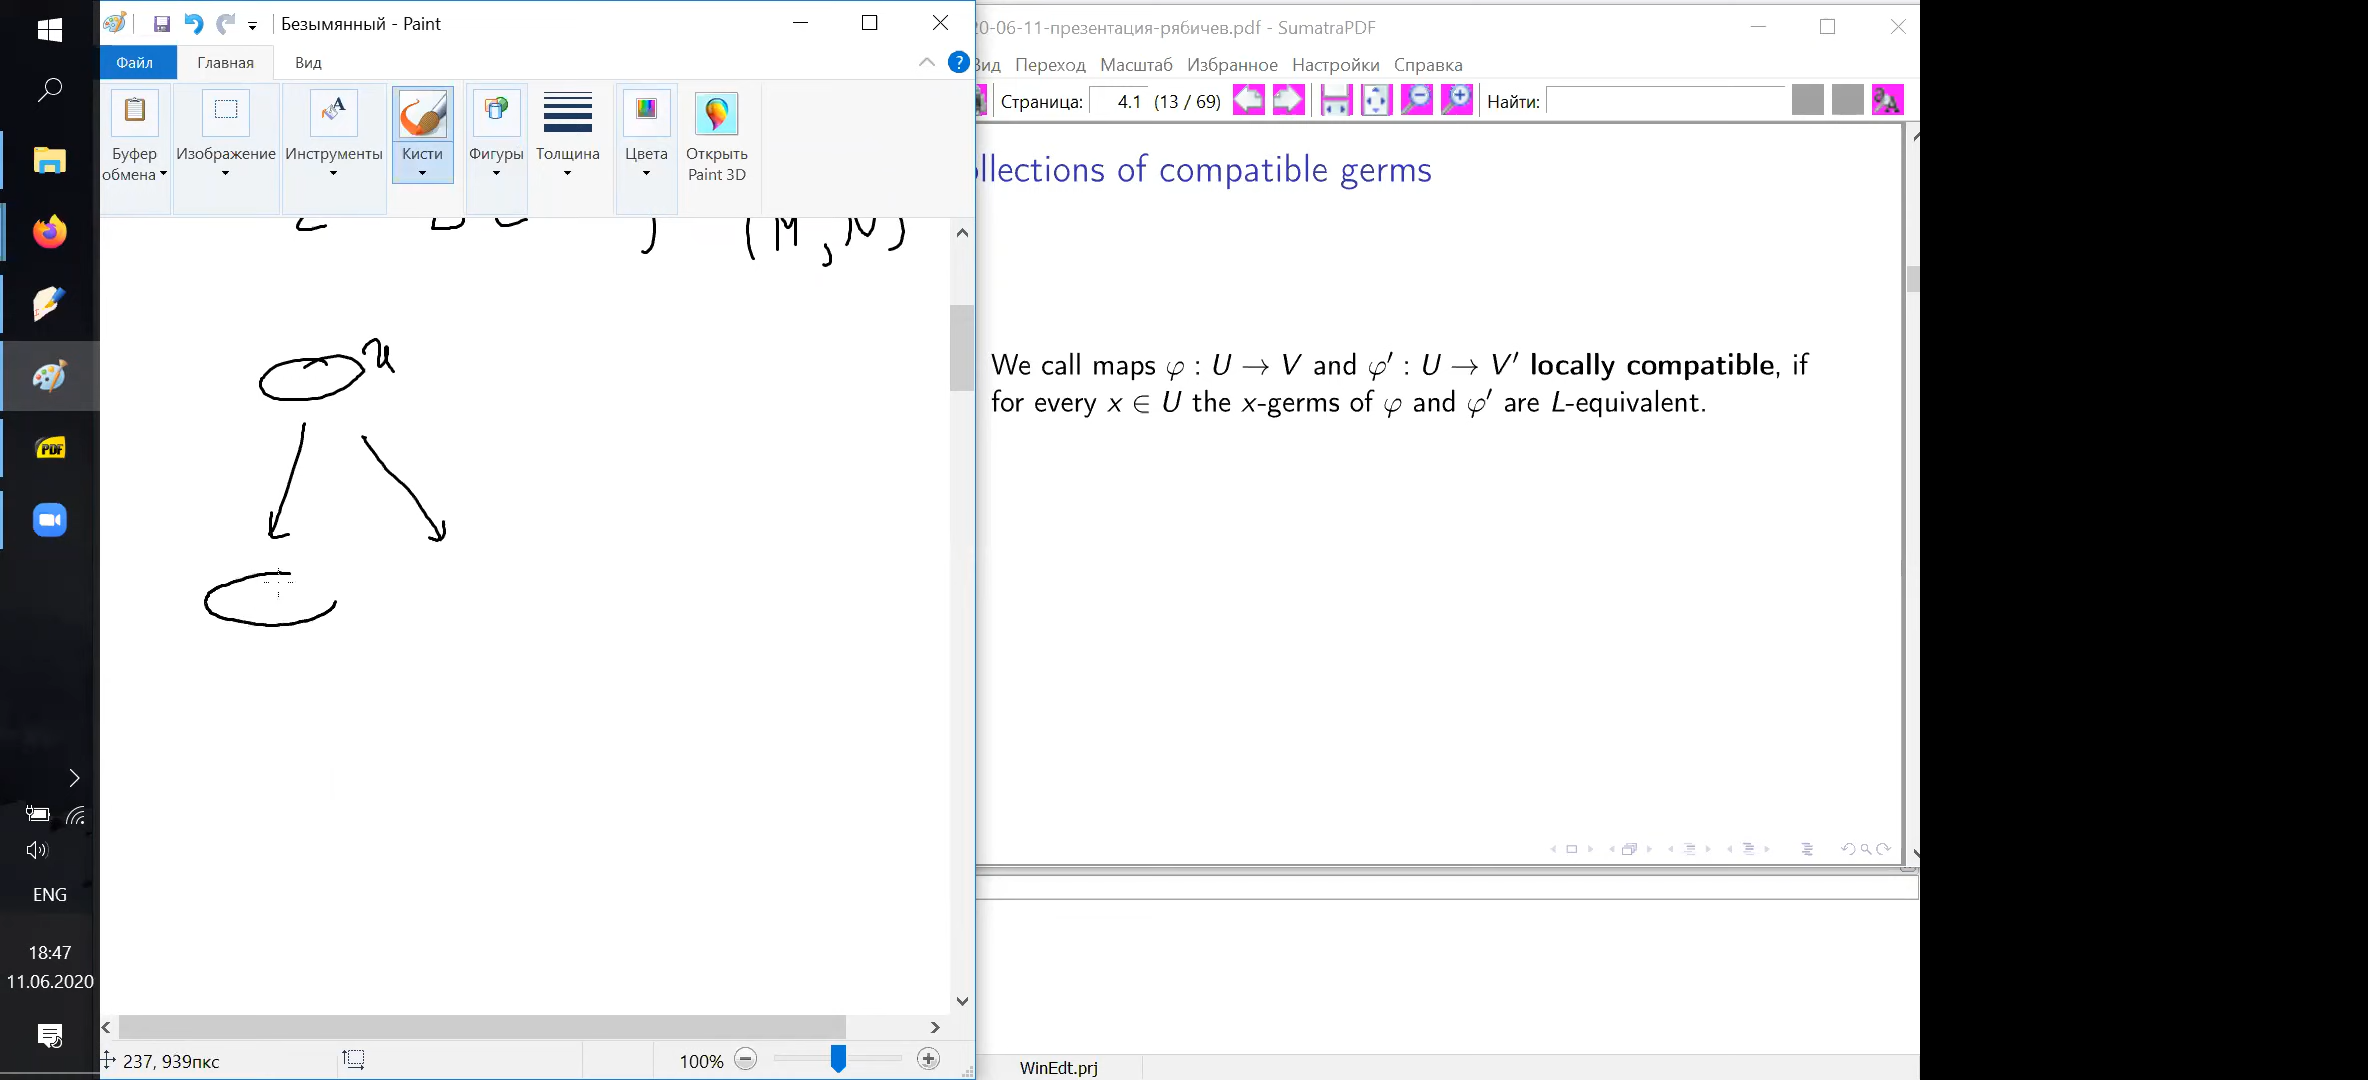 Безымянный - Paint
Файл Главная Вид
Буфер обмена
Изображение
Инструменты
Кисти
Фигуры
Толщина
Цвета
Открыть Paint 3D
(M, N)
U
237, 939пкс
100%
ENG
18:47
11.06.2020
0-06-11-презентация-рябичев.pdf - SumatraPDF
Вид Переход Масштаб Избранное Настройки Справка
Страница: 4.1 (13 / 69) Найти:
ollections of compatible germs
We call maps φ : U → V and φ′ : U → V′ locally compatible, if
for every x ∈ U the x-germs of φ and φ′ are L-equivalent.
WinEdt.prj